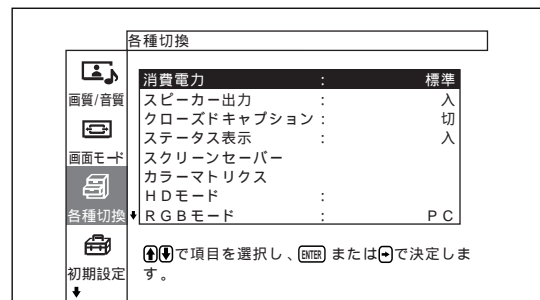 各種切換
画質/音質
画面モード
各種切換
初期設定
消費電力 : 標準
スピーカー出力 : 入
クローズドキャプション : 切
ステータス表示 : 入
スクリーンセーバー
カラーマトリクス
HDモード :
RGBモード : PC
で項目を選択し、ENTER またはで決定しま
す。